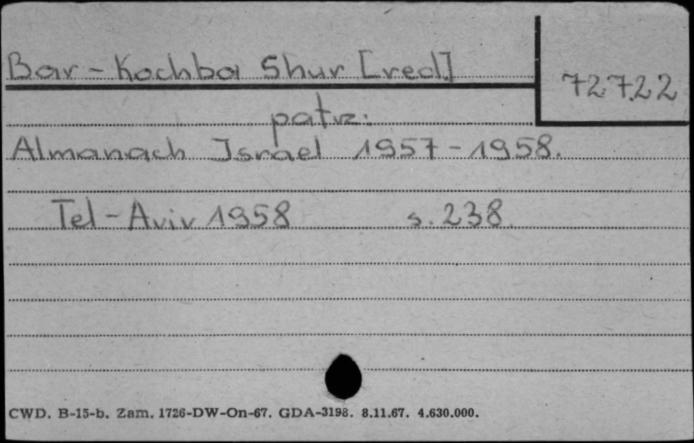 Bar-Kochba Shur [red.]
72722
patrz:
Almanach Israel 1957-1958.
Tel-Aviv 1958 s. 238.
CWD. B-15-b. Zam. 1726-DW-On-67. GDA-3198. 8.11.67. 4.630.000.